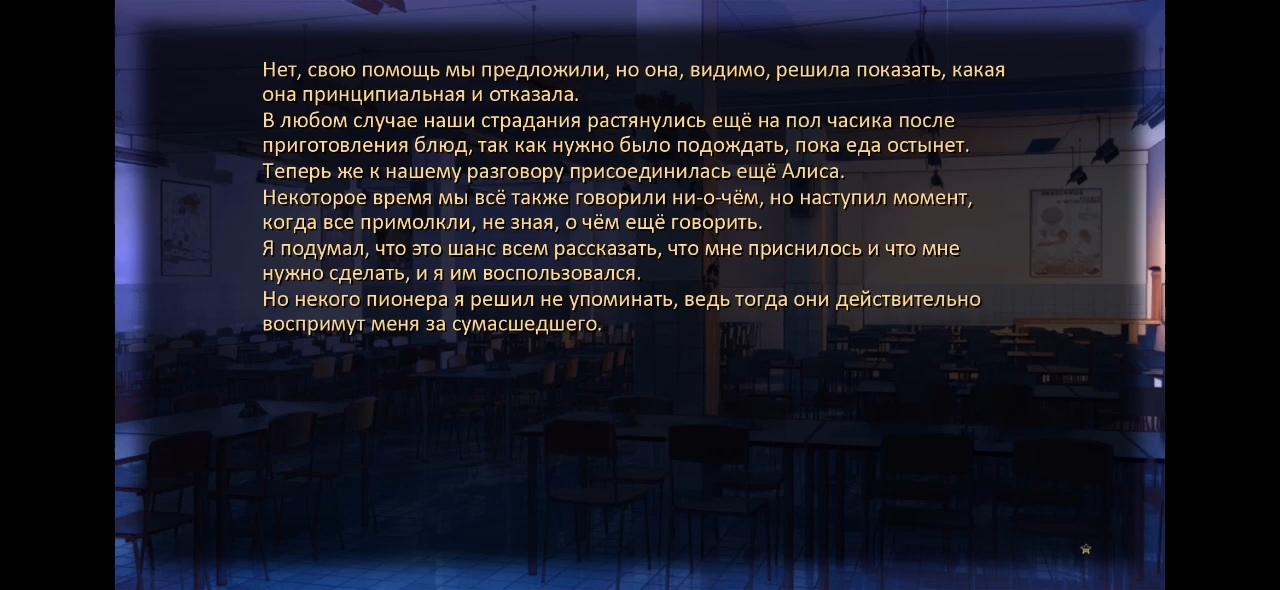 Нет, свою помощь мы предложили, но она, видимо, решила показать, какая
она принципиальная и отказала.
В любом случае наши страдания растянулись ещё на пол часика после
приготовления блюд, так как нужно было подождать, пока еда остынет.
Теперь же к нашему разговору присоединилась ещё Алиса.
Некоторое время мы всё также говорили ни-о-чём, но наступил момент,
когда все примолкли, не зная, о чём ещё говорить.
Я подумал, что это шанс всем рассказать, что мне приснилось и что мне
нужно сделать, и я им воспользовался.
Но некого пионера я решил не упоминать, ведь тогда они действительно
воспримут меня за сумасшедшего.